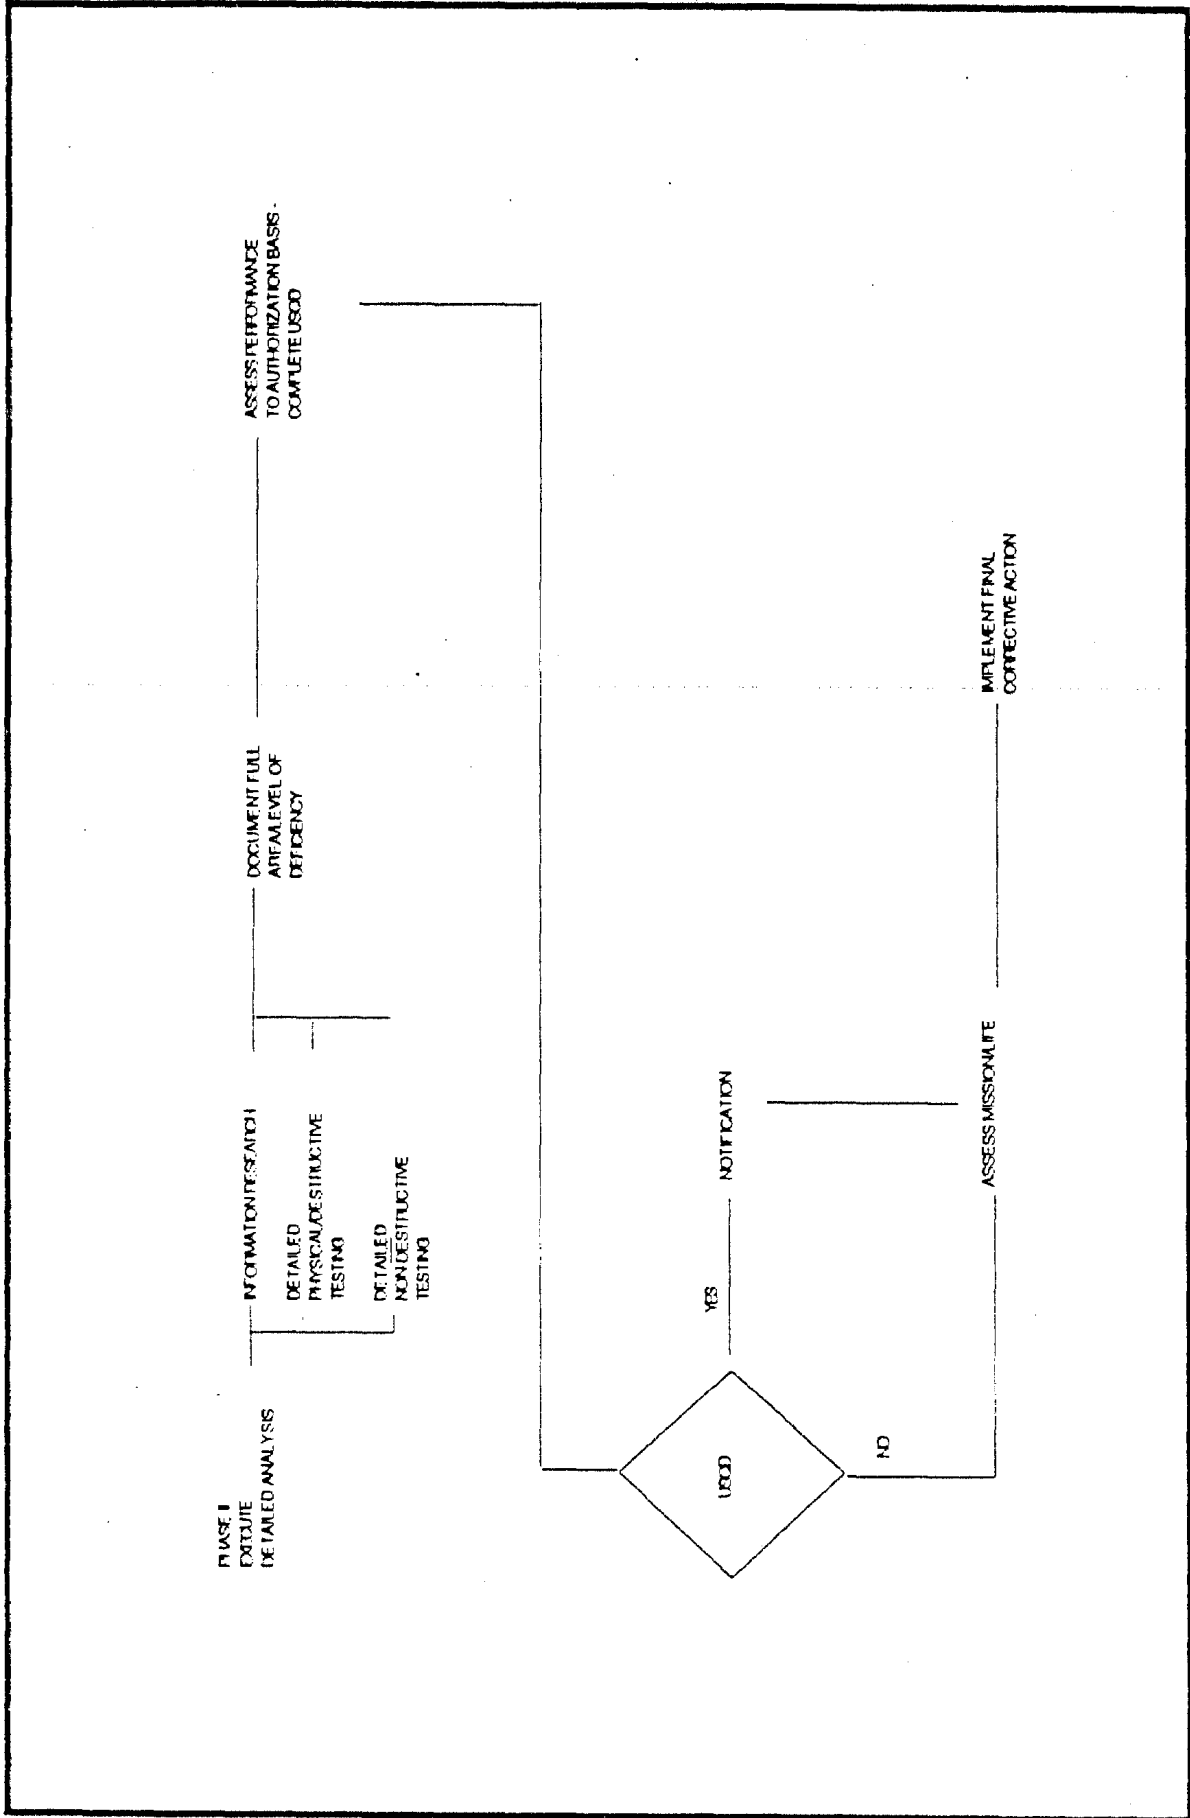 PHASE II
EXECUTE
DETAILED ANALYSIS
INFORMATION RESEARCH
DETAILED
PHYSICAL/DESTRUCTIVE
TESTING
DETAILED
NON DESTRUCTIVE
TESTING
DOCUMENT FULL
AREA/LEVEL OF
DEFICIENCY
ASSESS PERFORMANCE
TO AUTHORIZATION BASIS -
COMPLETE USQD
USQD
YES
NOTIFICATION
NO
ASSESS MISSION/LIFE
IMPLEMENT FINAL
CORRECTIVE ACTION